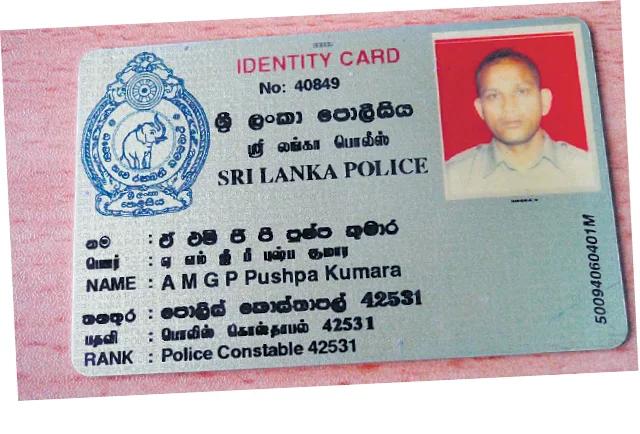 IDENTITY CARD
No: 40849
ශ්‍රී ලංකා පොලීසිය
ஸ்ரீ லங்கா பொலீஸ்
SRI LANKA POLICE
ශ්‍රී ලංකා
පොලීසිය
නම : ඒ එම් ජී පී පුෂ්ප කුමාර
பெயர் : ஏ எம் ஜீ பீ புஷ்ப குமார
NAME : A M G P Pushpa Kumara
තනතුර : පොලිස් කොස්තාපල් 42531
பதவி : பொலிஸ் கொஸ்தாபல் 42531
RANK : Police Constable 42531
50094060401M